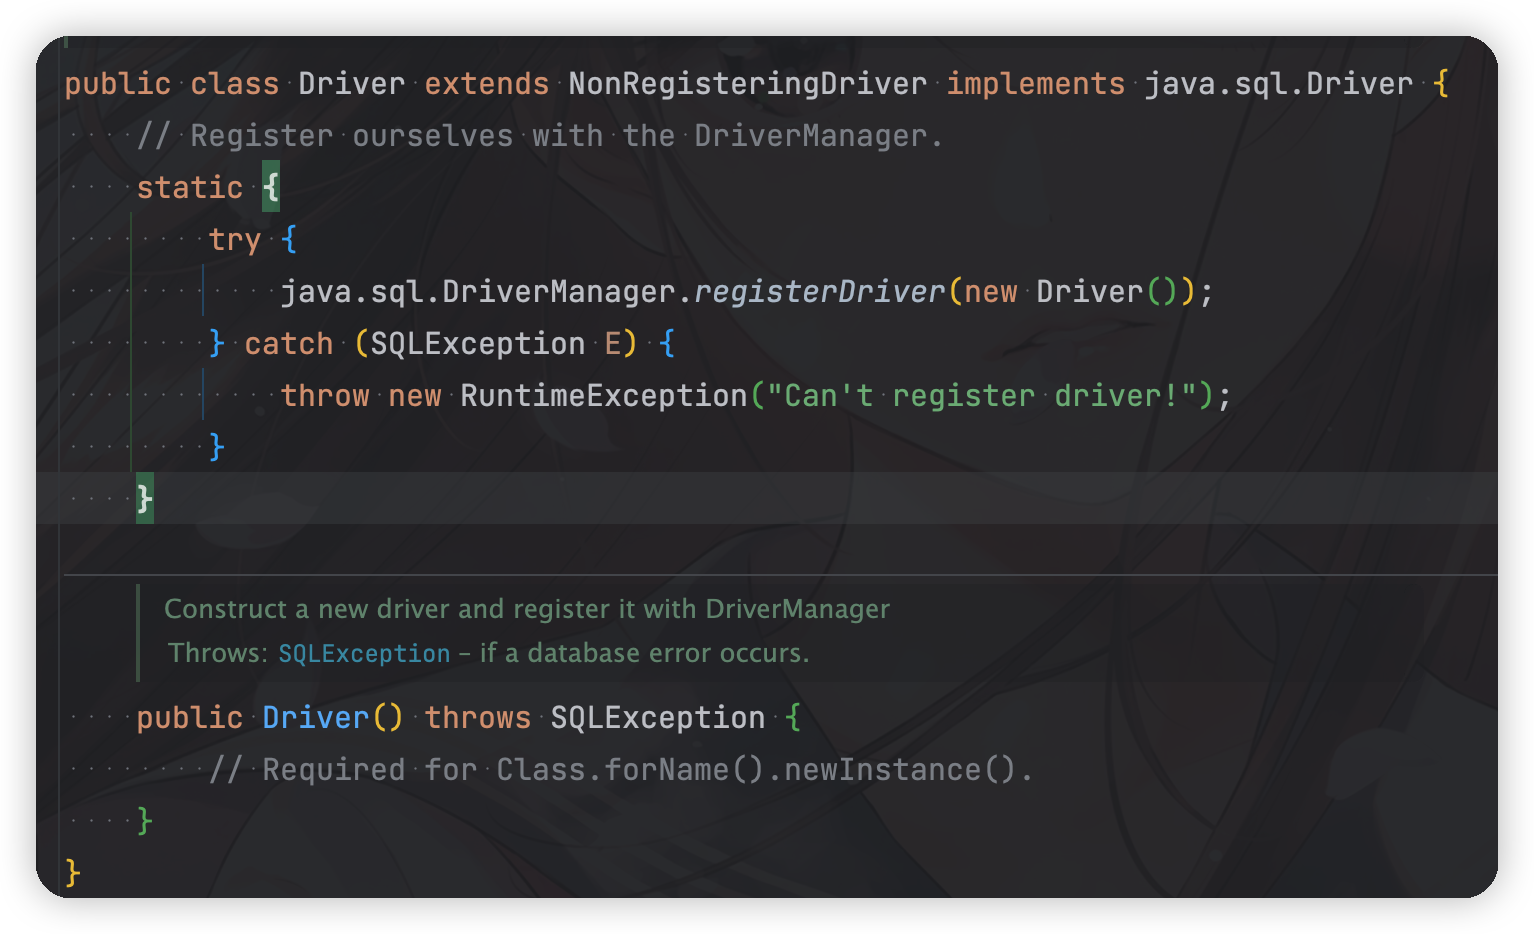 public class Driver extends NonRegisteringDriver implements java.sql.Driver {
    // Register ourselves with the DriverManager.
    static {
        try {
            java.sql.DriverManager.registerDriver(new Driver());
        } catch (SQLException E) {
            throw new RuntimeException("Can't register driver!");
        }
    }
Construct a new driver and register it with DriverManager
Throws: SQLException – if a database error occurs.
    public Driver() throws SQLException {
        // Required for Class.forName().newInstance().
    }
}